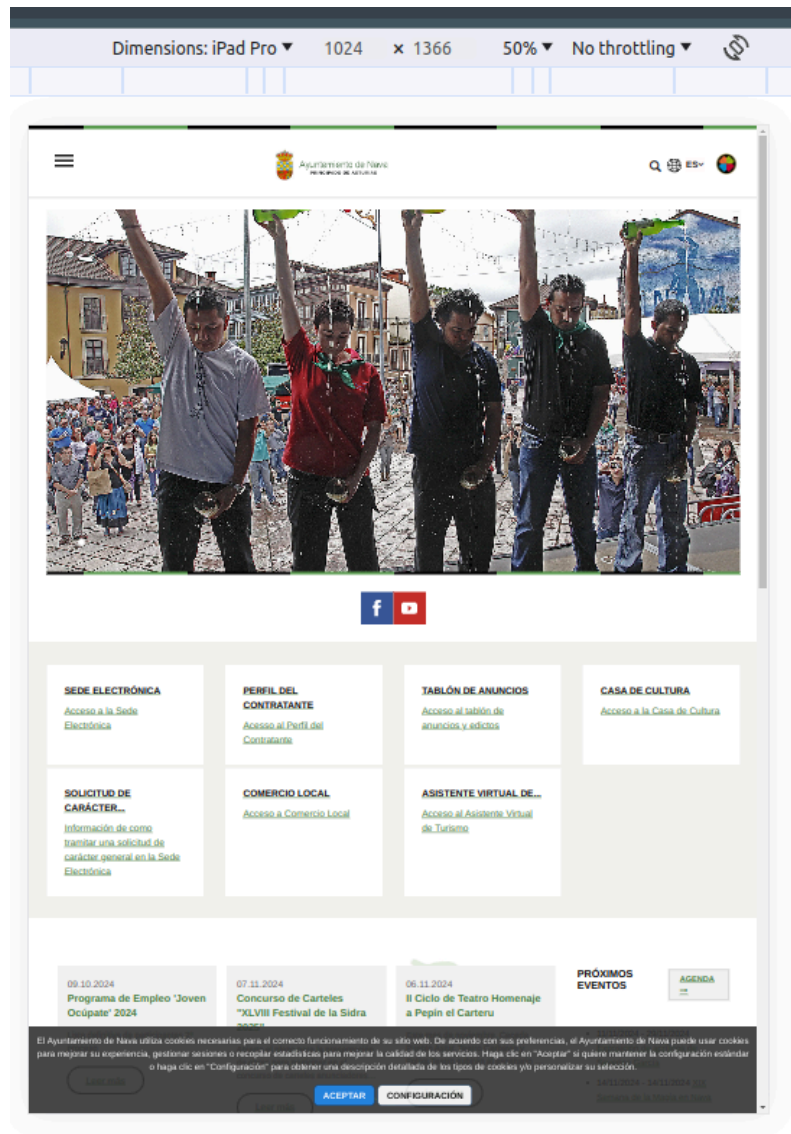 Dimensions: iPad Pro ▼ 1024 × 1366 50% ▼ No throttling ▼
Ayuntamiento de Nava
PRINCIPADO DE ASTURIAS
ES
SEDE ELECTRÓNICA
Acceso a la Sede
Electrónica
PERFIL DEL
CONTRATANTE
Acesso al Perfil del
Contratante
TABLÓN DE ANUNCIOS
Acceso al tablón de
anuncios y edictos
CASA DE CULTURA
Acceso a la Casa de Cultura
SOLICITUD DE
CARÁCTER...
Información de como
tramitar una solicitud de
carácter general en la Sede
Electrónica
COMERCIO LOCAL
Acceso a Comercio Local
ASISTENTE VIRTUAL DE...
Acceso al Asistente Virtual
de Turismo
09.10.2024
Programa de Empleo 'Joven
Ocúpate' 2024
07.11.2024
Concurso de Carteles
"XLVIII Festival de la Sidra
2025"
06.11.2024
II Ciclo de Teatro Homenaje
a Pepín el Carteru
PRÓXIMOS
EVENTOS
AGENDA
→
El Ayuntamiento de Nava utiliza cookies necesarias para el correcto funcionamiento de su sitio web. De acuerdo con sus preferencias, el Ayuntamiento de Nava puede usar cookies
para mejorar su experiencia, gestionar sesiones o recopilar estadísticas para mejorar la calidad de los servicios. Haga clic en "Aceptar" si quiere mantener la configuración estándar
o haga clic en "Configuración" para obtener una descripción detallada de los tipos de cookies y/o personalizar su selección.
ACEPTAR CONFIGURACIÓN